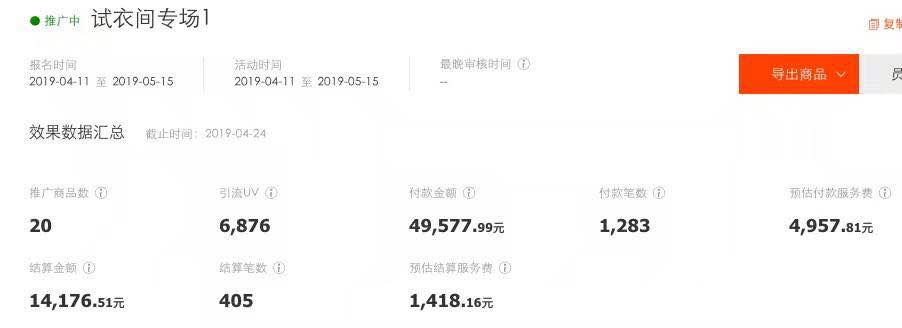 推广中 试衣间专场1
复制
报名时间 活动时间 最晚审核时间
2019-04-11 至 2019-05-15 2019-04-11 至 2019-05-15 --
导出商品 员
效果数据汇总 截止时间：2019-04-24
推广商品数 引流UV 付款金额 付款笔数 预估付款服务费
20 6,876 49,577.99元 1,283 4,957.81元
结算金额 结算笔数 预估结算服务费
14,176.51元 405 1,418.16元